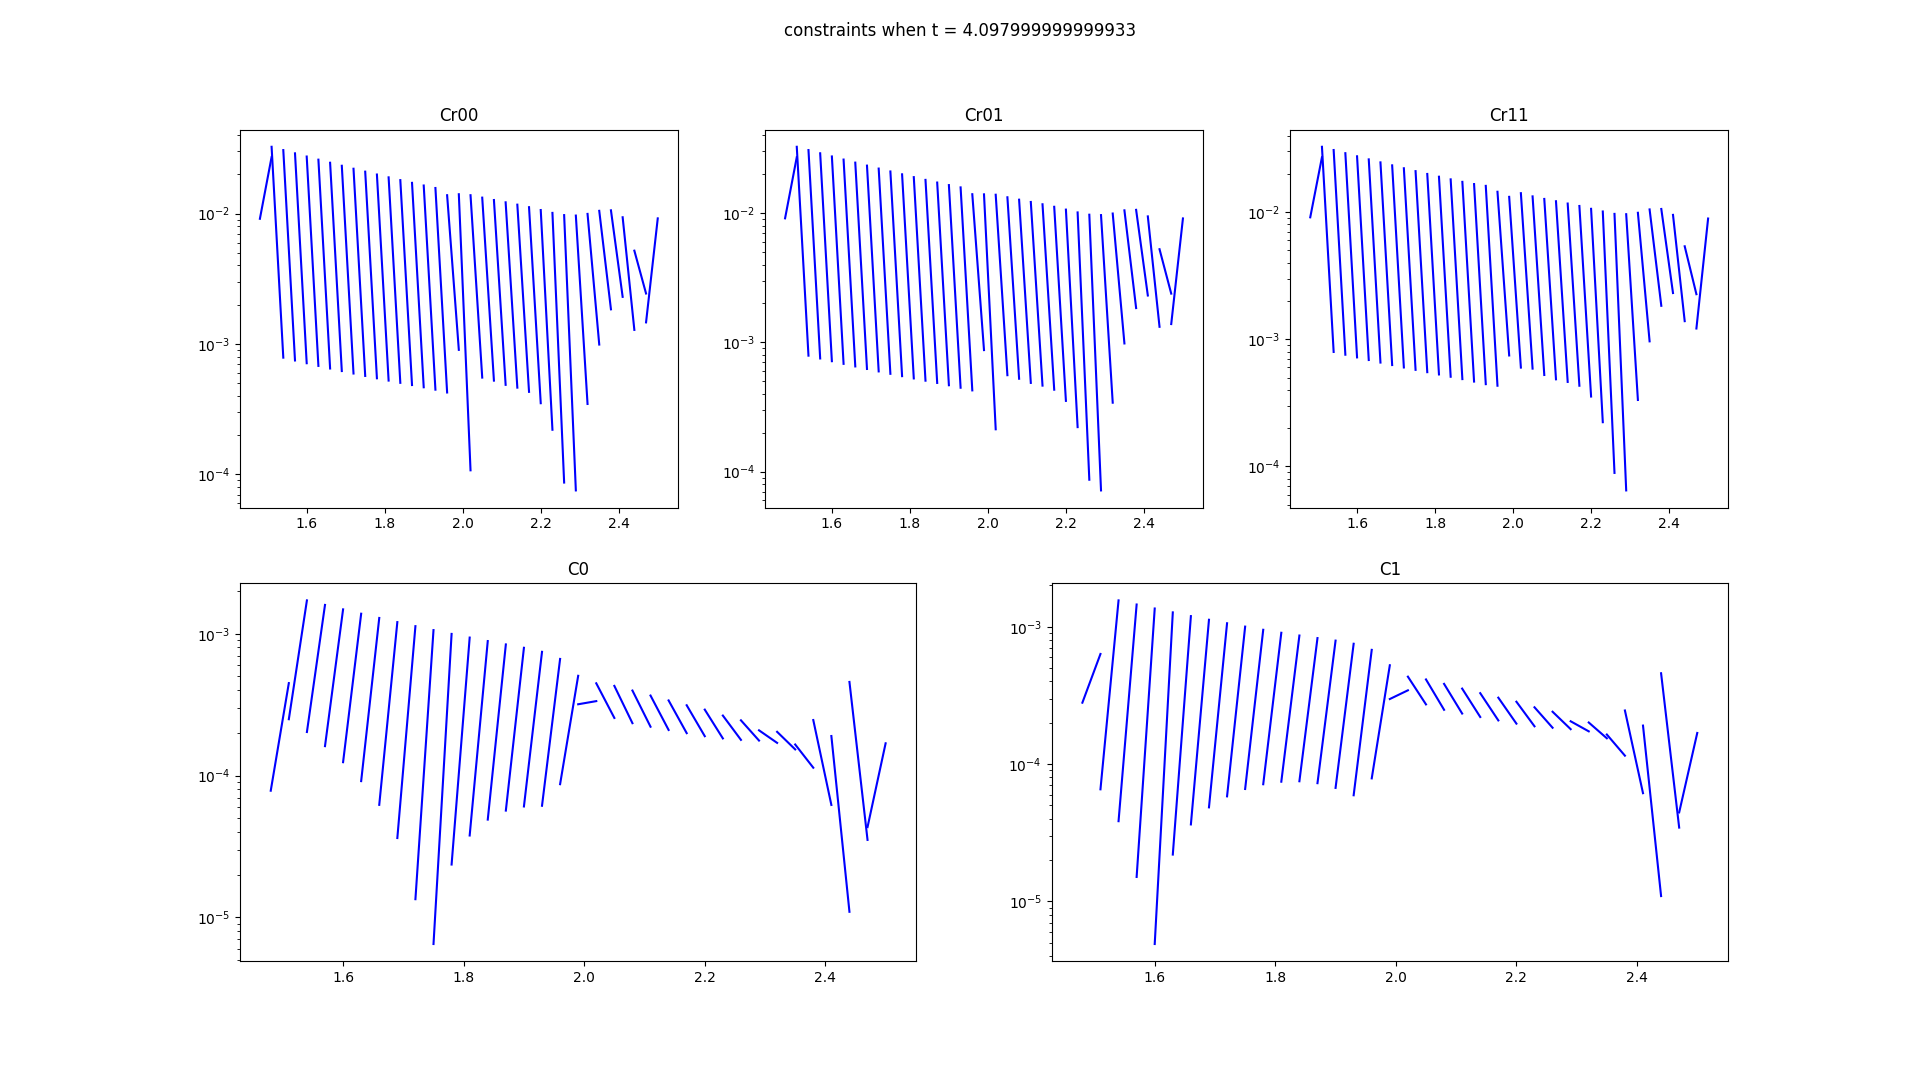 constraints when t = 4.097999999999933
Cr00 Cr01 Cr11
10⁻² 10⁻² 10⁻²
10⁻³ 10⁻³ 10⁻³
10⁻⁴ 10⁻⁴ 10⁻⁴
1.6 1.8 2.0 2.2 2.4 1.6 1.8 2.0 2.2 2.4 1.6 1.8 2.0 2.2 2.4
C0 C1
10⁻³ 10⁻³
10⁻⁴ 10⁻⁴
10⁻⁵ 10⁻⁵
1.6 1.8 2.0 2.2 2.4 1.6 1.8 2.0 2.2 2.4